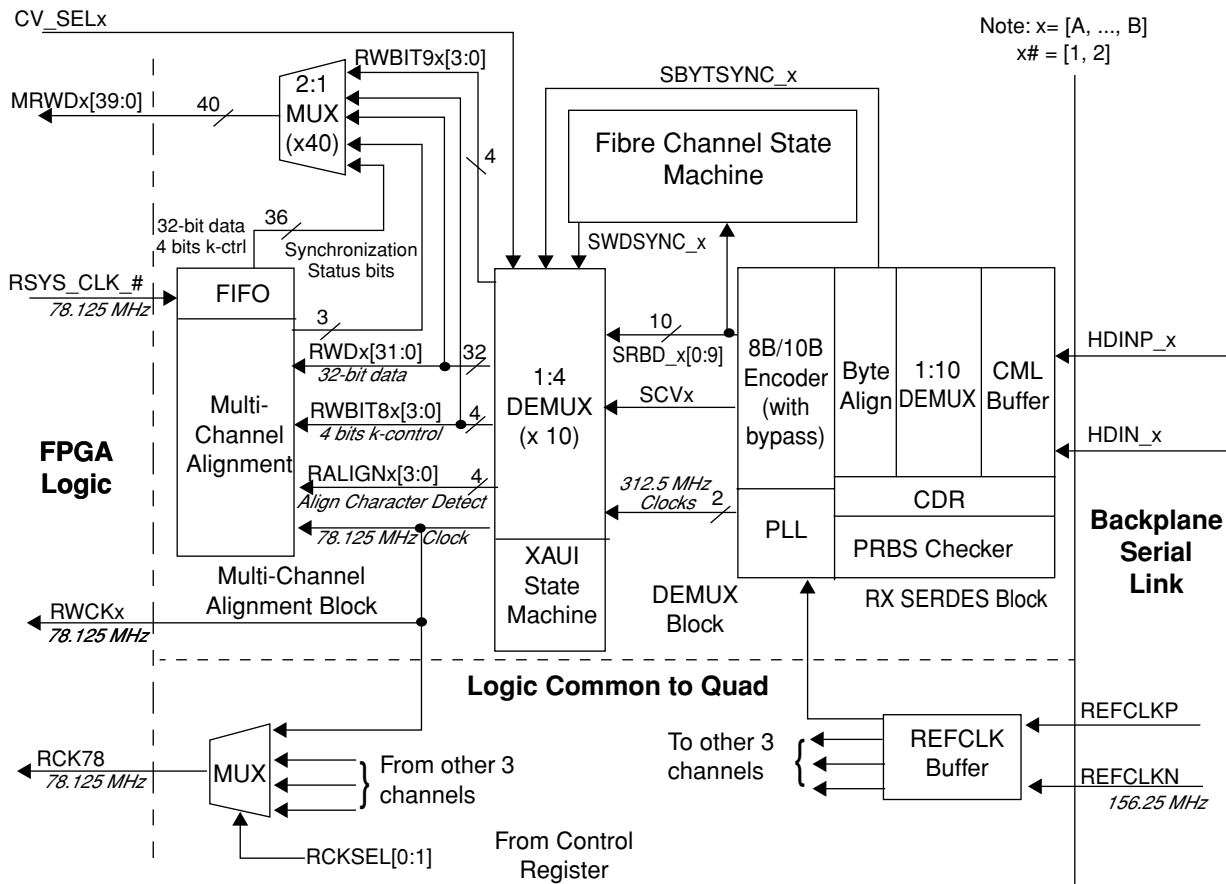 CV_SELx
Note: x= [A, ..., B]
x# = [1, 2]
RWBIT9x[3:0]
SBYTSYNC_x
2:1
MUX
(x40)
MRWDx[39:0]
40
4
Fibre Channel State
Machine
32-bit data
4 bits k-ctrl
36
Synchronization
Status bits
SWDSYNC_x
RSYS_CLK_#
78.125 MHz
FIFO
3
RWDx[31:0]
32
32-bit data
10
SRBD_x[0:9]
1:4
DEMUX
(x 10)
8B/10B
Encoder
(with
bypass)
Byte
Align
1:10
DEMUX
CML
Buffer
HDINP_x
Multi-
Channel
Alignment
RWBIT8x[3:0]
4
4 bits k-control
SCVx
HDIN_x
FPGA
Logic
RALIGNx[3:0]
4
Align Character Detect
312.5 MHz
Clocks
2
78.125 MHz Clock
PLL
CDR
PRBS Checker
Backplane
Serial
Link
XAUI
State
Machine
Multi-Channel
Alignment Block
DEMUX
Block
RX SERDES Block
RWCKx
78.125 MHz
Logic Common to Quad
REFCLKP
RCK78
78.125 MHz
MUX
From other 3
channels
To other 3
channels
REFCLK
Buffer
REFCLKN
156.25 MHz
RCKSEL[0:1]
From Control
Register